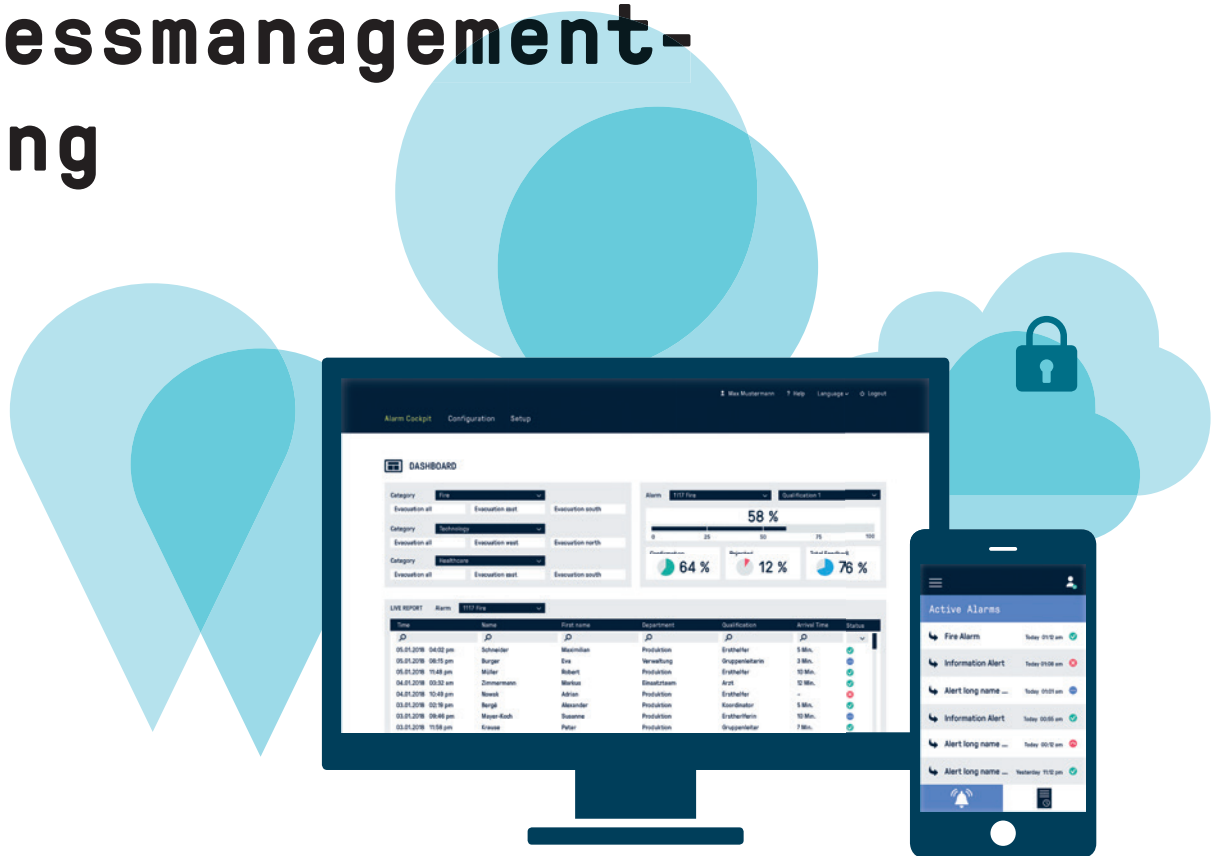 essmanagement-
ng
Max Mustermann ? Help Language Logout
Alarm Cockpit Configuration Setup
DASHBOARD
Category Fire
Evacuation all Evacuation east Evacuation south
Category Technology
Evacuation all Evacuation west Evacuation north
Category Healthcare
Evacuation all Evacuation east Evacuation south
Alarm 1117 Fire Qualification 1
58 %
0 25 50 75 100
Confirmation Rejected Total Feedback
64 % 12 % 76 %
LIVE REPORT Alarm 1117 Fire
Time Name First name Department Qualification Arrival Time Status
05.01.2018 04:02 pm Schneider Maximilian Produktion Ersthelfer 5 Min.
05.01.2018 08:15 pm Burger Eva Verwaltung Gruppenleiterin 3 Min.
05.01.2018 11:48 pm Müller Robert Produktion Ersthelfer 10 Min.
04.01.2018 03:32 am Zimmermann Markus Einsatzteam Arzt 12 Min.
04.01.2018 10:49 pm Nowak Adrian Produktion Ersthelfer –
03.01.2018 02:19 pm Bergé Alexander Produktion Koordinator 5 Min.
03.01.2018 08:46 pm Mayer-Koch Susanne Produktion 10 Min.
03.01.2018 11:58 pm Krause Peter Produktion Gruppenleiter 7 Min.
Active Alarms
Fire Alarm Today 01:12 am
Information Alert Today 01:08 am
Alert long name ... Today 01:01 am
Information Alert Today 00:55 am
Alert long name ... Today 00:12 am
Alert long name ... Yesterday 11:12 pm